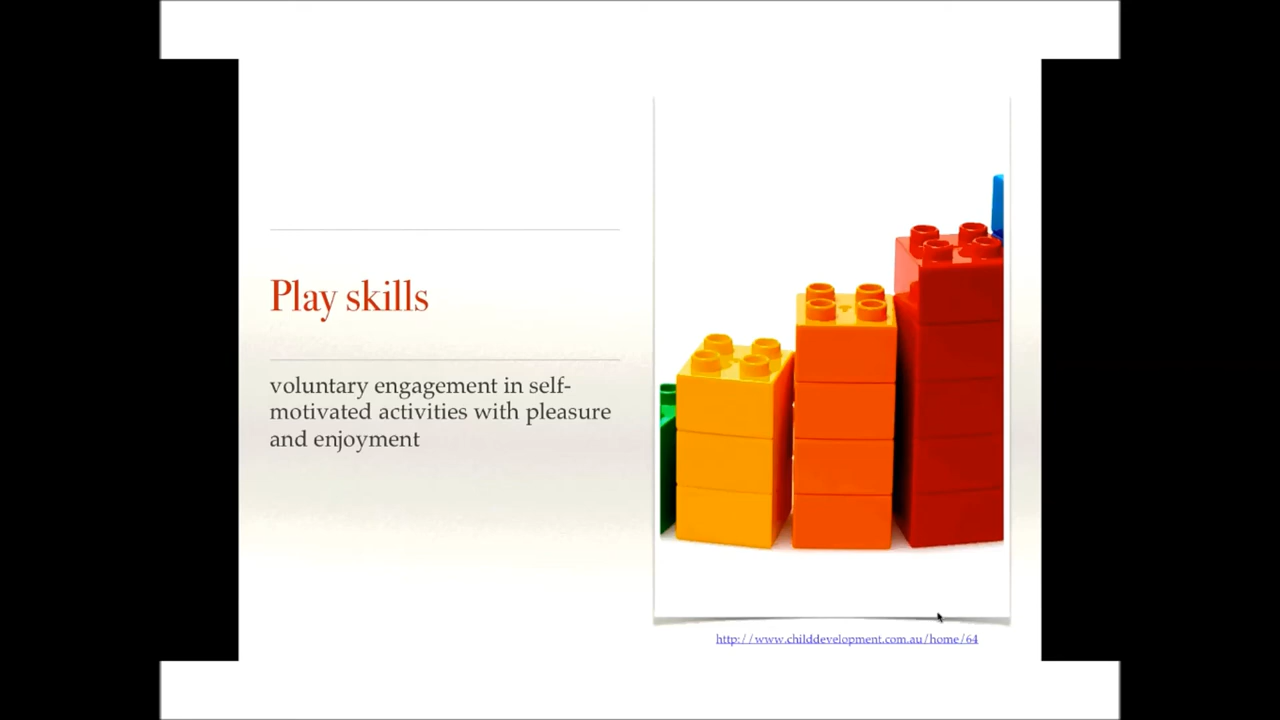 Play skills
voluntary engagement in self-
motivated activities with pleasure
and enjoyment
http://www.childdevelopment.com.au/home/64